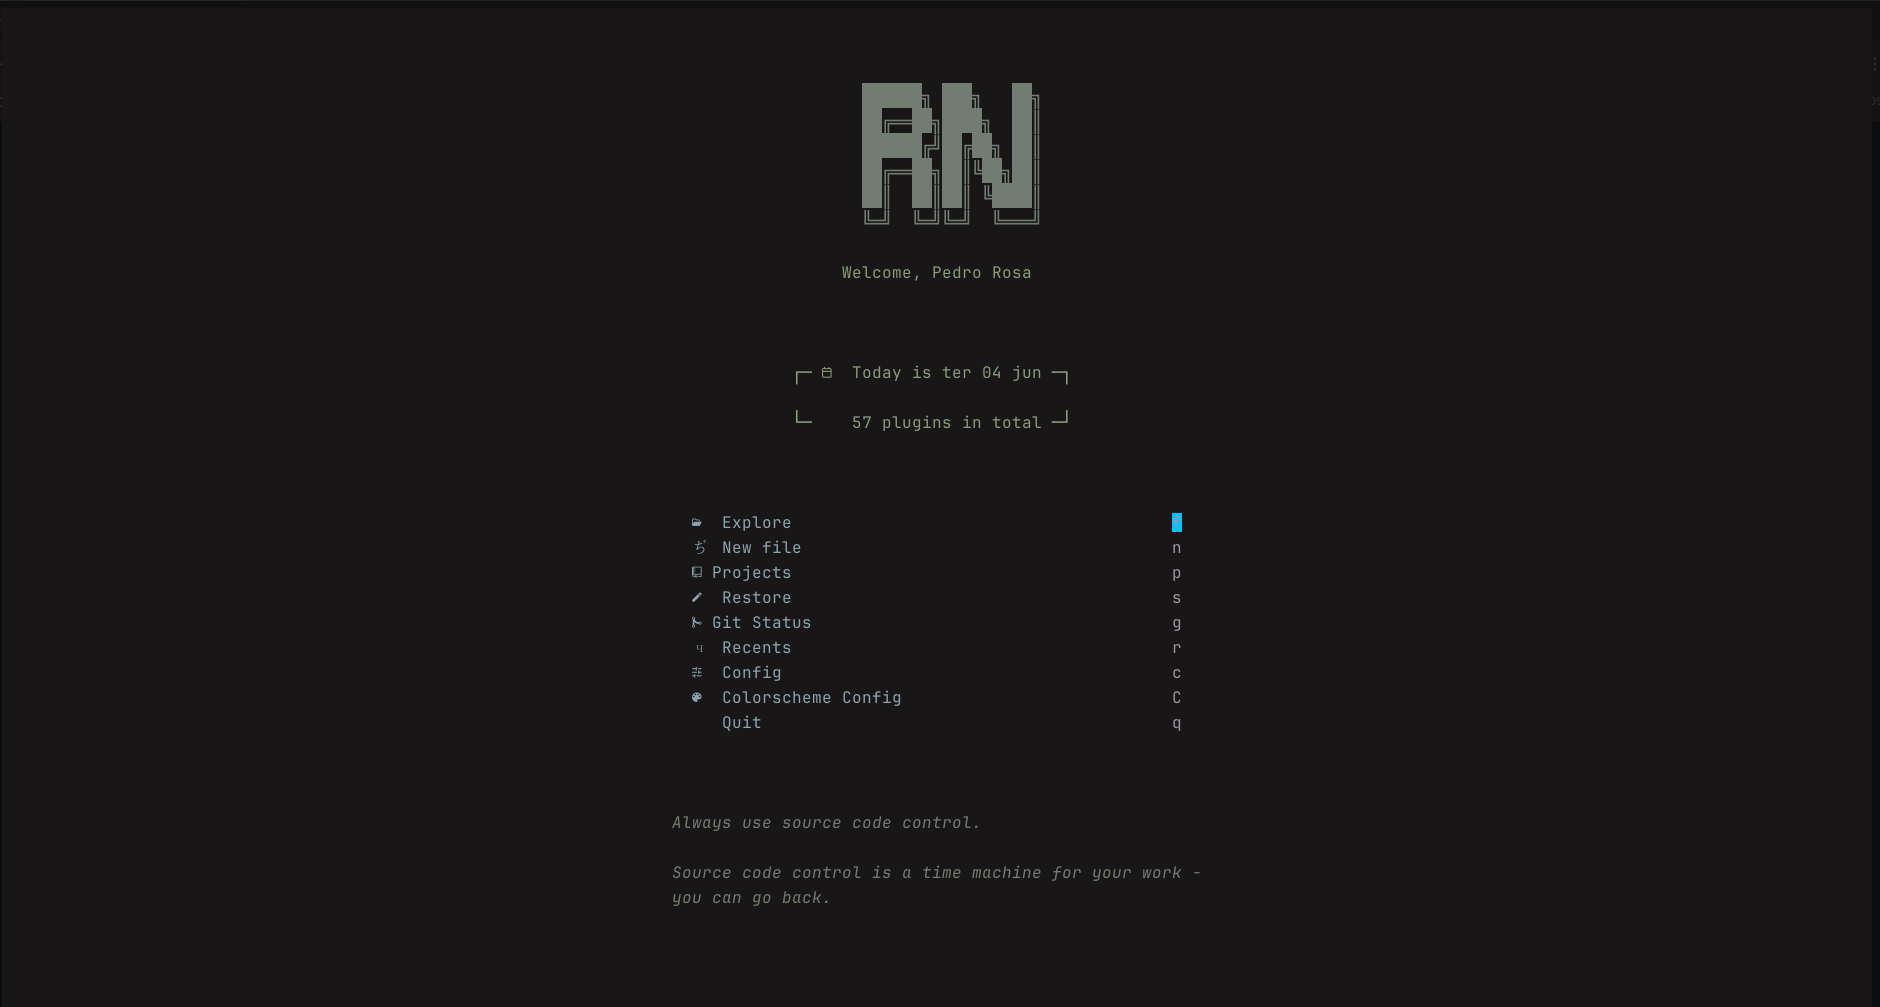 RN
Welcome, Pedro Rosa
Today is ter 04 jun
57 plugins in total
Explore
ぢ New file n
Projects p
Restore s
Git Status g
Recents r
Config c
Colorscheme Config C
Quit q
Always use source code control.
Source code control is a time machine for your work -
you can go back.